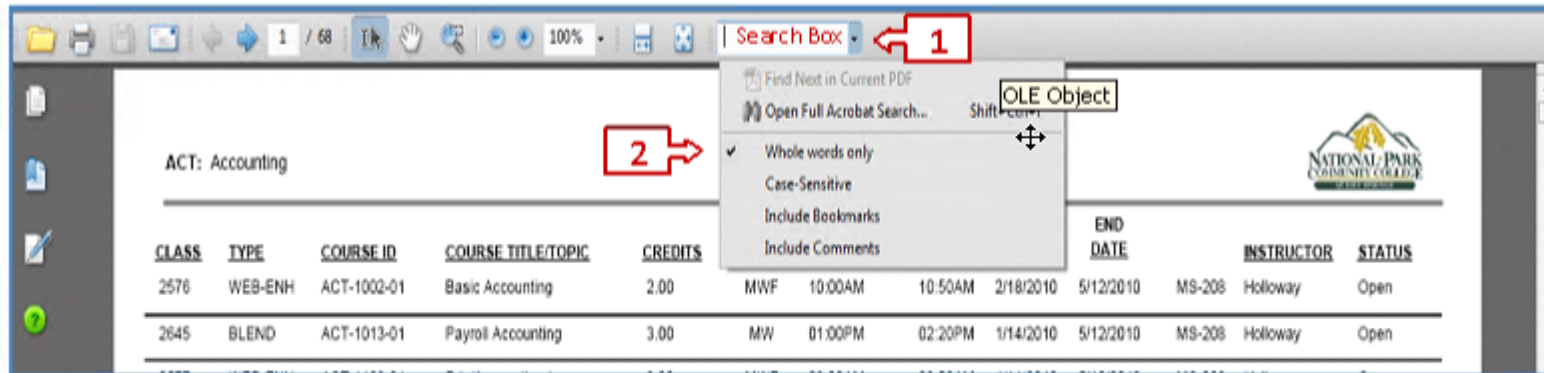 1 / 68 100% Search Box 1
Find Next in Current PDF
OLE Object
Open Full Acrobat Search...
2 Whole words only
Case-Sensitive
Include Bookmarks
Include Comments
ACT: Accounting
NATIONAL PARK
COMMUNITY COLLEGE
CLASS TYPE COURSE ID COURSE TITLE/TOPIC CREDITS END DATE INSTRUCTOR STATUS
2576 WEB-ENH ACT-1002-01 Basic Accounting 2.00 MWF 10:00AM 10:50AM 2/18/2010 5/12/2010 MS-208 Holloway Open
2645 BLEND ACT-1013-01 Payroll Accounting 3.00 MW 01:00PM 02:20PM 1/14/2010 5/12/2010 MS-208 Holloway Open